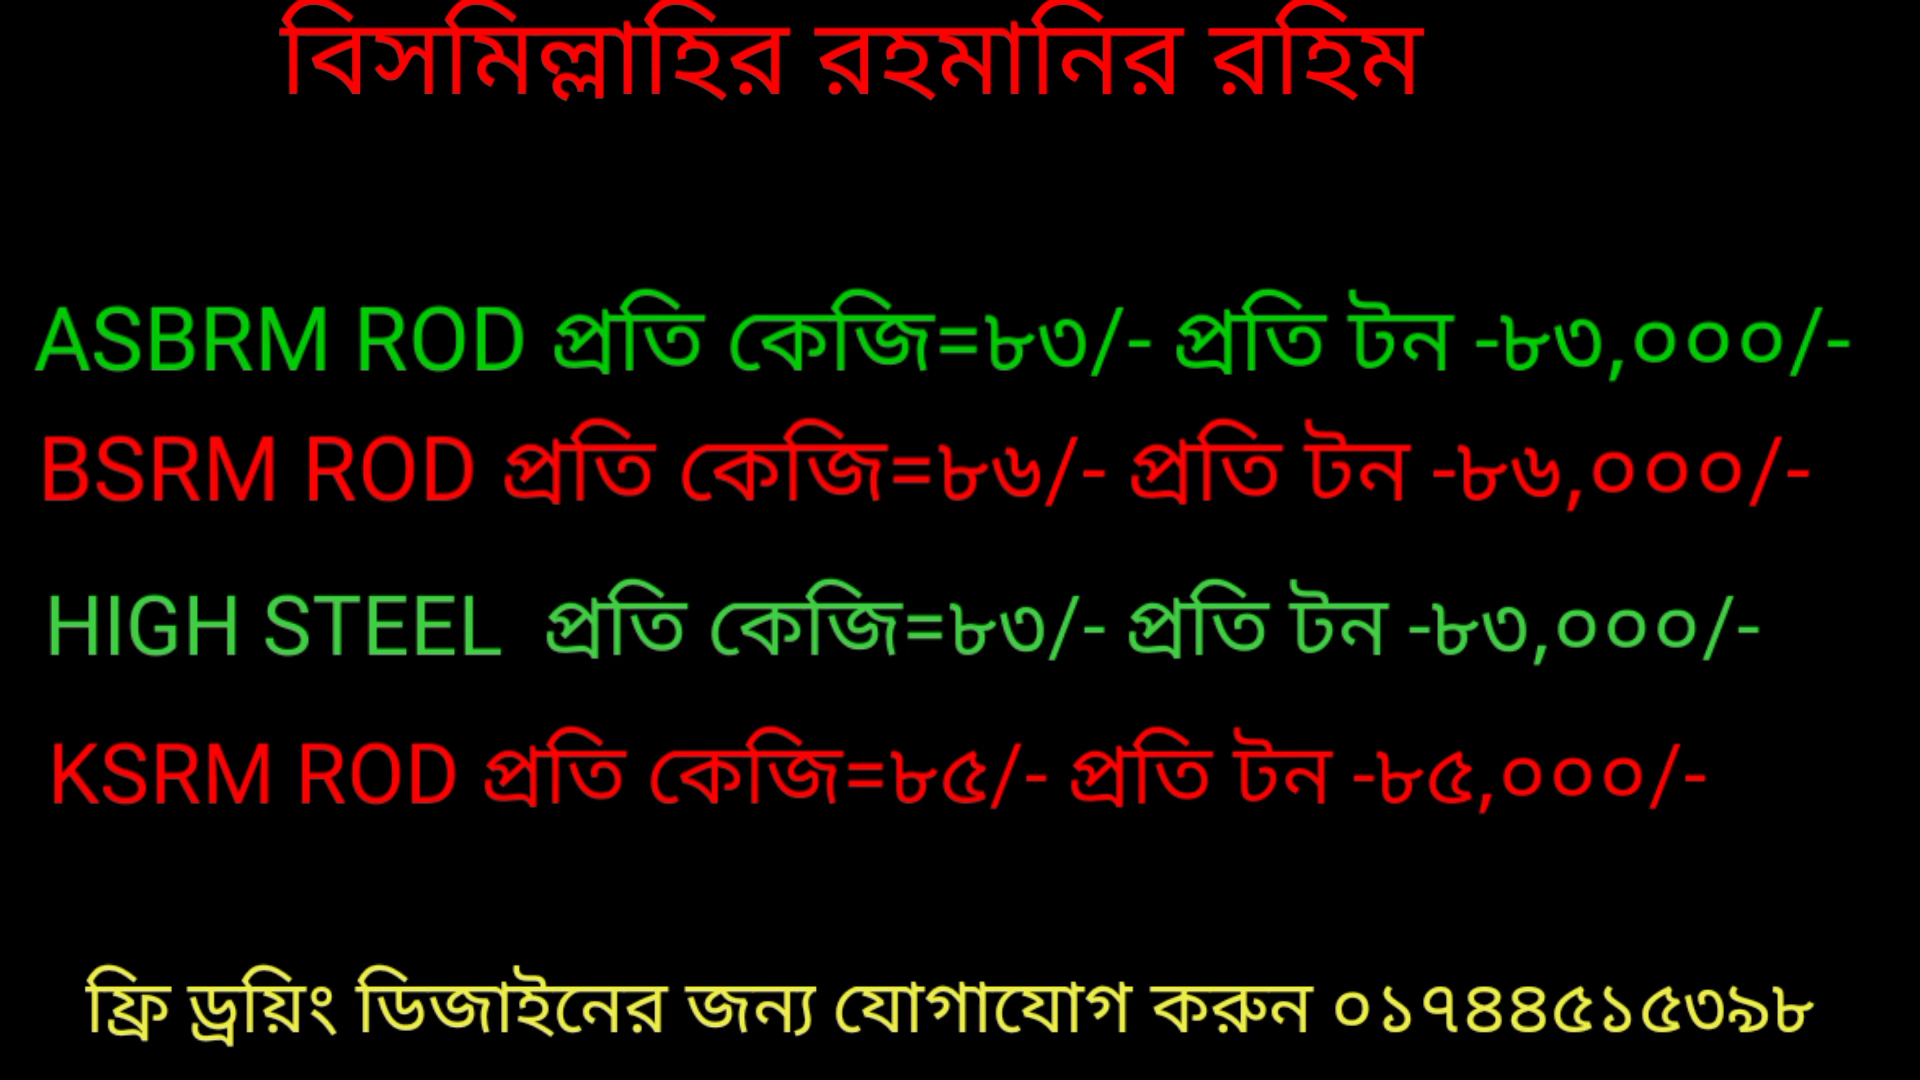 বিসমিল্লাহির রহমানির রহিম
ASBRM ROD প্রতি কেজি=৮৩/- প্রতি টন -৮৩,০০০/-
BSRM ROD প্রতি কেজি=৮৬/- প্রতি টন -৮৬,০০০/-
HIGH STEEL প্রতি কেজি=৮৩/- প্রতি টন -৮৩,০০০/-
KSRM ROD প্রতি কেজি=৮৫/- প্রতি টন -৮৫,০০০/-
ফ্রি ড্রয়িং ডিজাইনের জন্য যোগাযোগ করুন ০১৭৪৪৫১৫৩৯৮